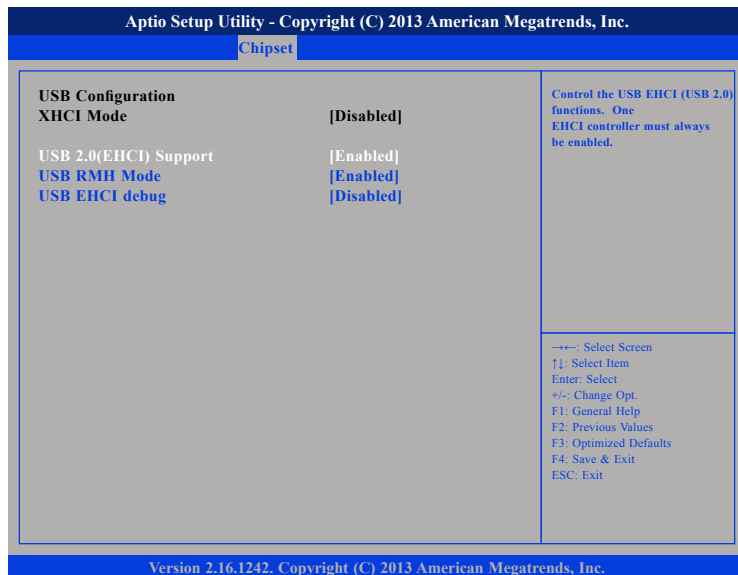 Aptio Setup Utility - Copyright (C) 2013 American Megatrends, Inc.
Chipset
USB Configuration
XHCI Mode [Disabled]
USB 2.0(EHCI) Support [Enabled]
USB RMH Mode [Enabled]
USB EHCI debug [Disabled]
Control the USB EHCI (USB 2.0)
functions. One
EHCI controller must always
be enabled.
→←: Select Screen
↑↓: Select Item
Enter: Select
+/-: Change Opt.
F1: General Help
F2: Previous Values
F3: Optimized Defaults
F4: Save & Exit
ESC: Exit
Version 2.16.1242. Copyright (C) 2013 American Megatrends, Inc.